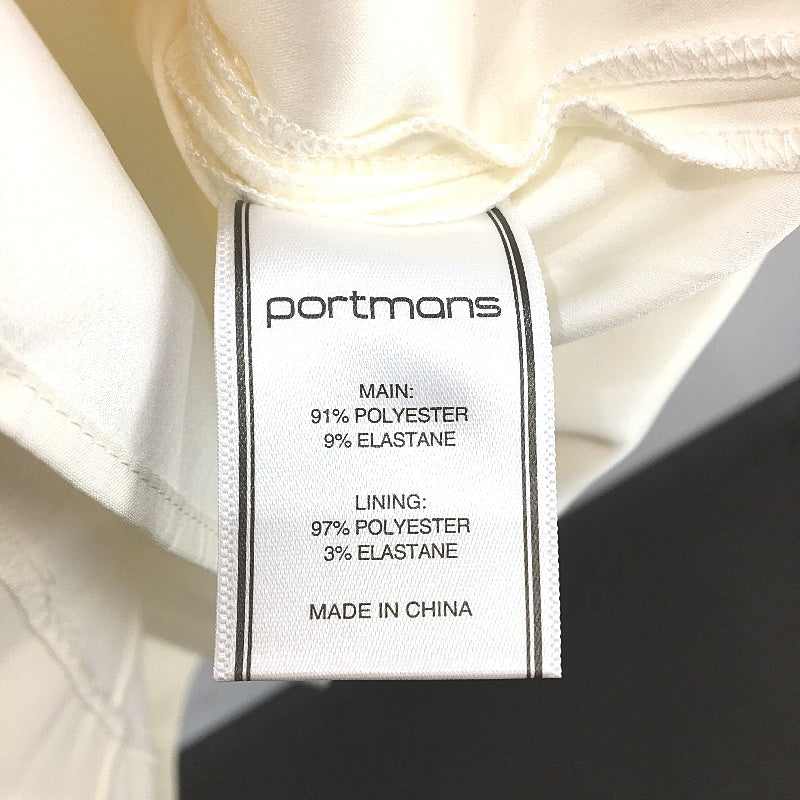 portmans
MAIN:
91% POLYESTER
9% ELASTANE
LINING:
97% POLYESTER
3% ELASTANE
MADE IN CHINA